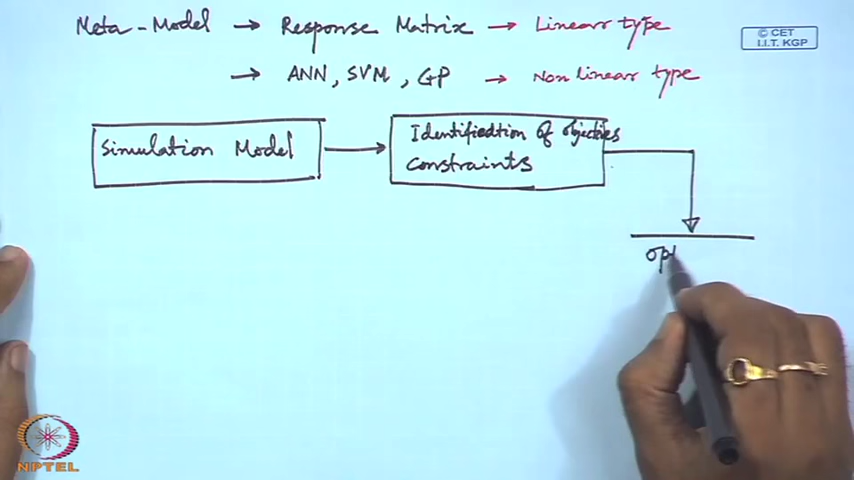 Meta-Model → Response Matrix → Linear type
→ ANN, SVM, GP → Non linear type
© CET
I.I.T. KGP
Simulation Model
Identification of objectives
constraints
opt
NPTEL